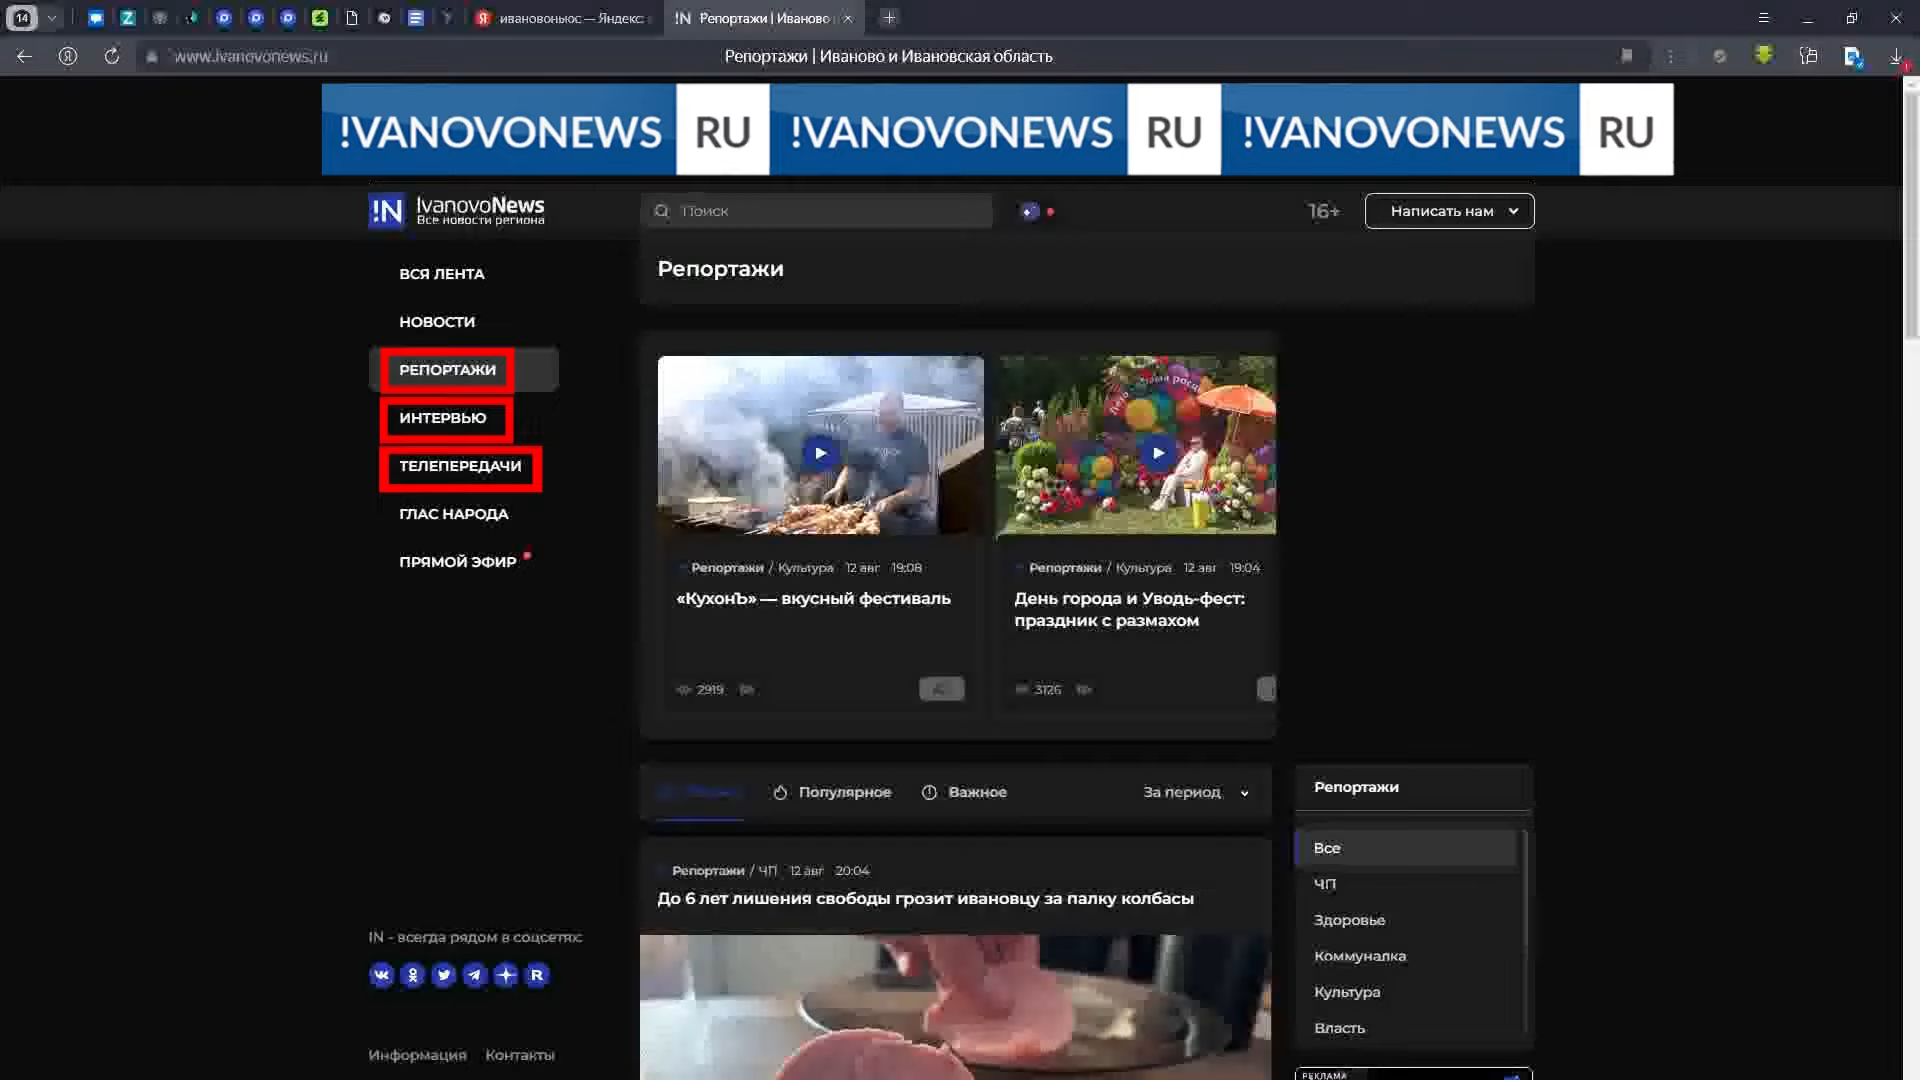 14
ивановоньюс — Яндекс:
!N Репортажи | Иваново
www.ivanovonews.ru
Репортажи | Иваново и Ивановская область
!VANOVONEWS RU !VANOVONEWS RU !VANOVONEWS RU
!N IvanovoNews
Все новости региона
Поиск
16+
Написать нам
ВСЯ ЛЕНТА
НОВОСТИ
РЕПОРТАЖИ
ИНТЕРВЬЮ
ТЕЛЕПЕРЕДАЧИ
ГЛАС НАРОДА
ПРЯМОЙ ЭФИР
IN - всегда рядом в соцсетях:
Информация Контакты
Репортажи
Репортажи / Культура 12 авг 19:08
«КухонЪ» — вкусный фестиваль
2919
Репортажи / Культура 12 авг 19:04
День города и Уводь-фест:
праздник с размахом
3126
Популярное Важное За период
Репортажи / ЧП 12 авг 20:04
До 6 лет лишения свободы грозит ивановцу за палку колбасы
Репортажи
Все
ЧП
Здоровье
Коммуналка
Культура
Власть
РЕКЛАМА